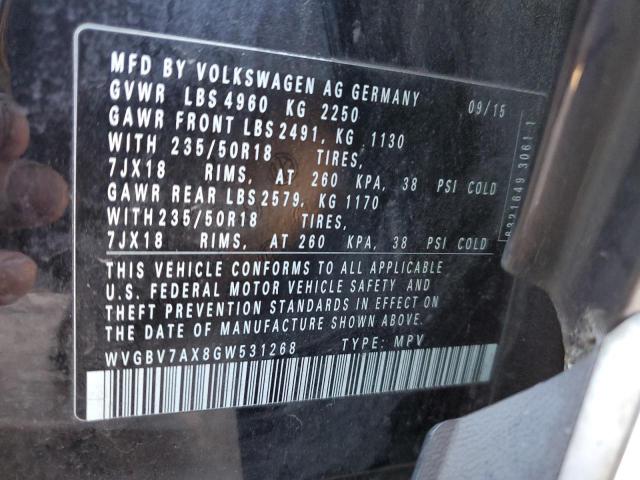 MFD BY VOLKSWAGEN AG GERMANY 09/15
GVWR LBS 4960 KG 2250
GAWR FRONT LBS 2491, KG 1130
WITH 235/50R18 TIRES,
7JX18 RIMS, AT 260 KPA, 38 PSI COLD
GAWR REAR LBS 2579, KG 1170
WITH 235/50R18 TIRES,
7JX18 RIMS, AT 260 KPA, 38 PSI COLD
THIS VEHICLE CONFORMS TO ALL APPLICABLE
U.S. FEDERAL MOTOR VEHICLE SAFETY AND
THEFT PREVENTION STANDARDS IN EFFECT ON
THE DATE OF MANUFACTURE SHOWN ABOVE.
WVGBV7AX8GW531268 TYPE: MPV